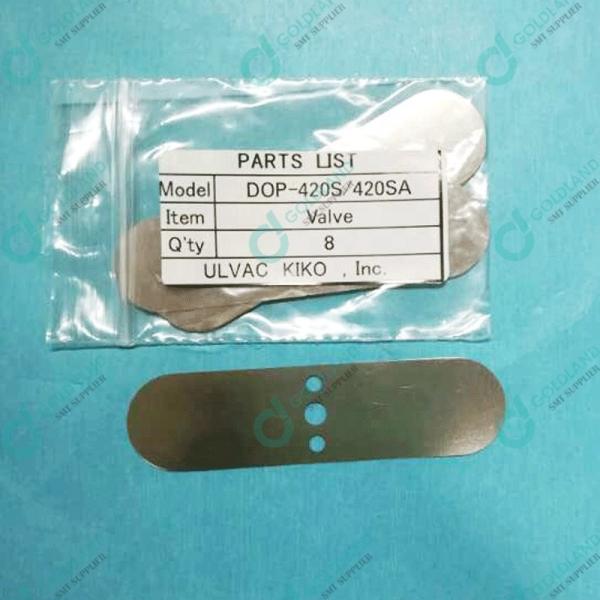 PARTS LIST
Model DOP-420S/420SA
Item Valve
Q'ty 8
ULVAC KIKO , Inc.
GOLDLAND
SMT SUPPLIER